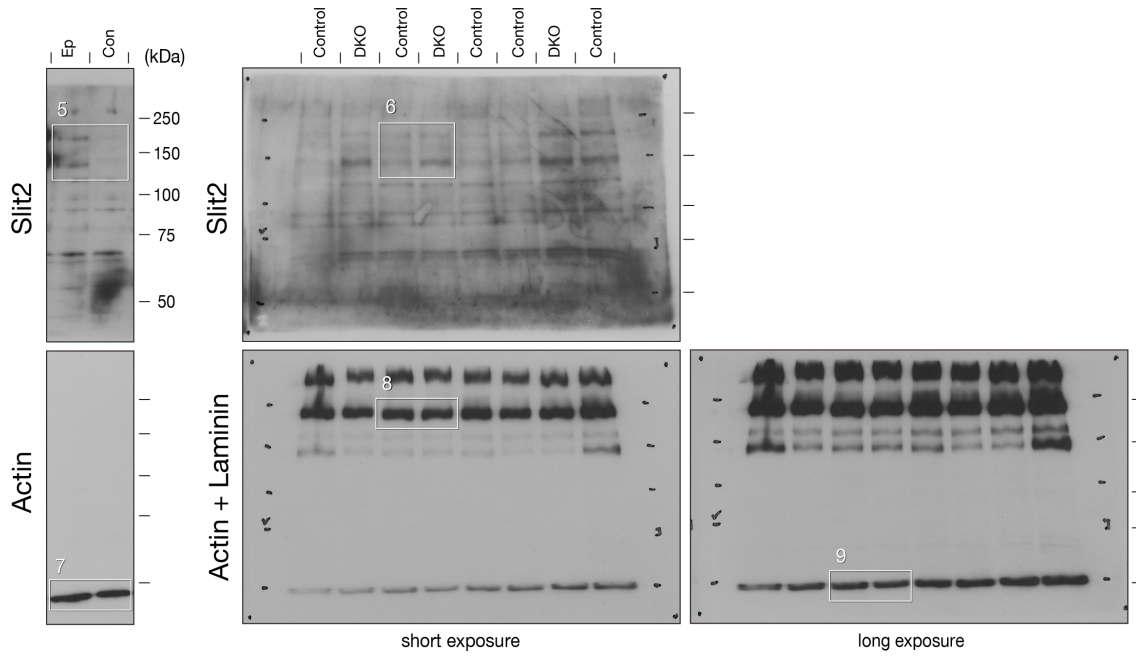 Ep
Con
(kDa)
Control
DKO
Control
DKO
Control
Control
DKO
Control
Slit2
5
250
150
100
75
50
Slit2
6
Actin
7
Actin + Laminin
8
9
short exposure
long exposure